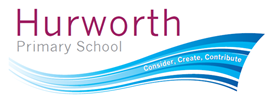 Hurworth
Primary School
Consider, Create, Contribute